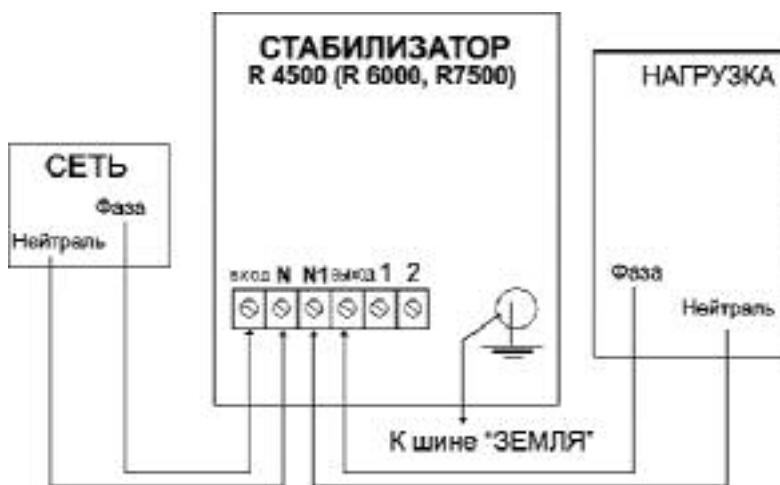 СТАБИЛИЗАТОР
R 4500 (R 6000, R7500)
НАГРУЗКА
СЕТЬ
Фаза
Нейтраль
вход N N1 выход 1 2
Фаза
Нейтраль
К шине "ЗЕМЛЯ"